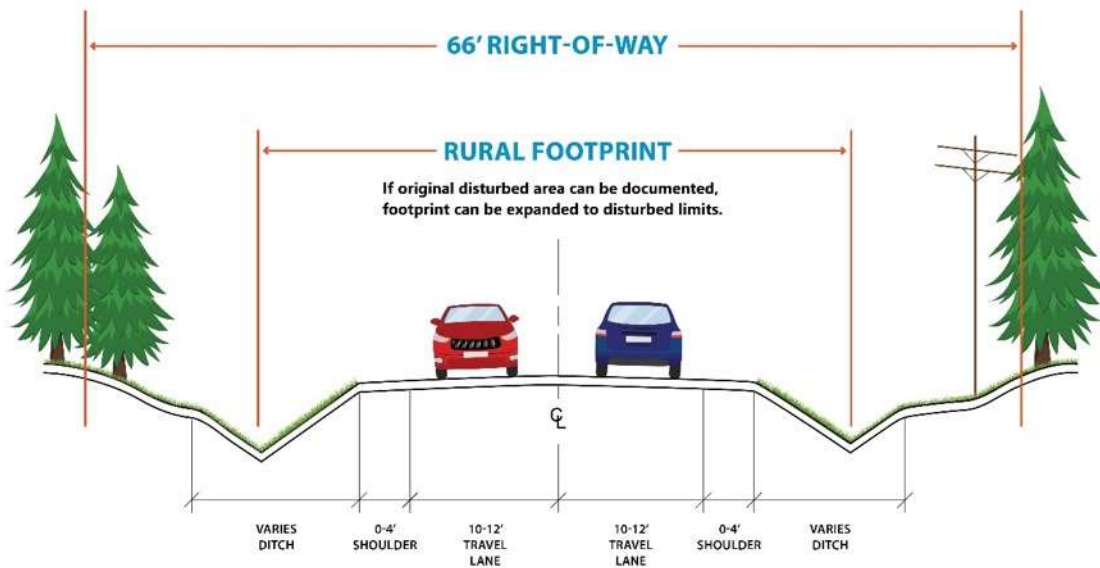 66' RIGHT-OF-WAY
RURAL FOOTPRINT
If original disturbed area can be documented,
footprint can be expanded to disturbed limits.
CL
VARIES
DITCH
0-4'
SHOULDER
10-12'
TRAVEL
LANE
10-12'
TRAVEL
LANE
0-4'
SHOULDER
VARIES
DITCH